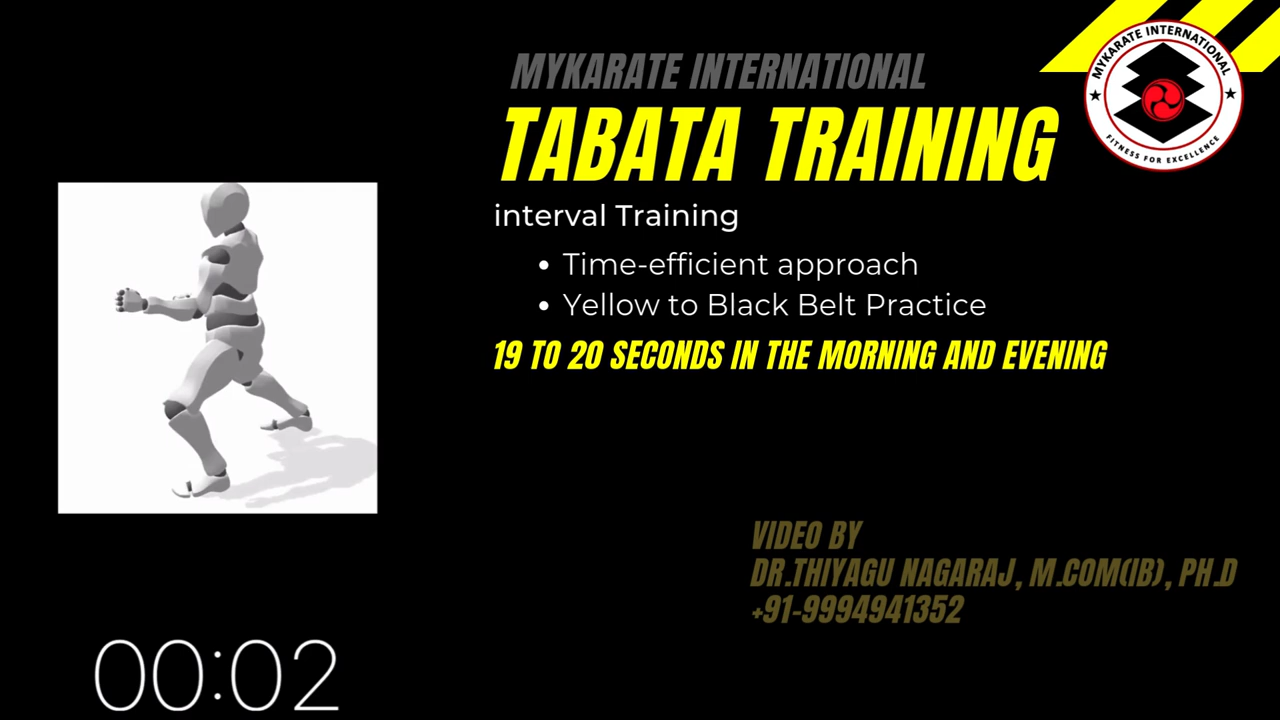 MYKARATE INTERNATIONAL
TABATA TRAINING
interval Training
• Time-efficient approach
• Yellow to Black Belt Practice
19 TO 20 SECONDS IN THE MORNING AND EVENING
MYKARATE INTERNATIONAL
FITNESS FOR EXCELLENCE
VIDEO BY
DR.THIYAGU NAGARAJ, M.COM(IB), PH.D
+91-9994941352
00:02